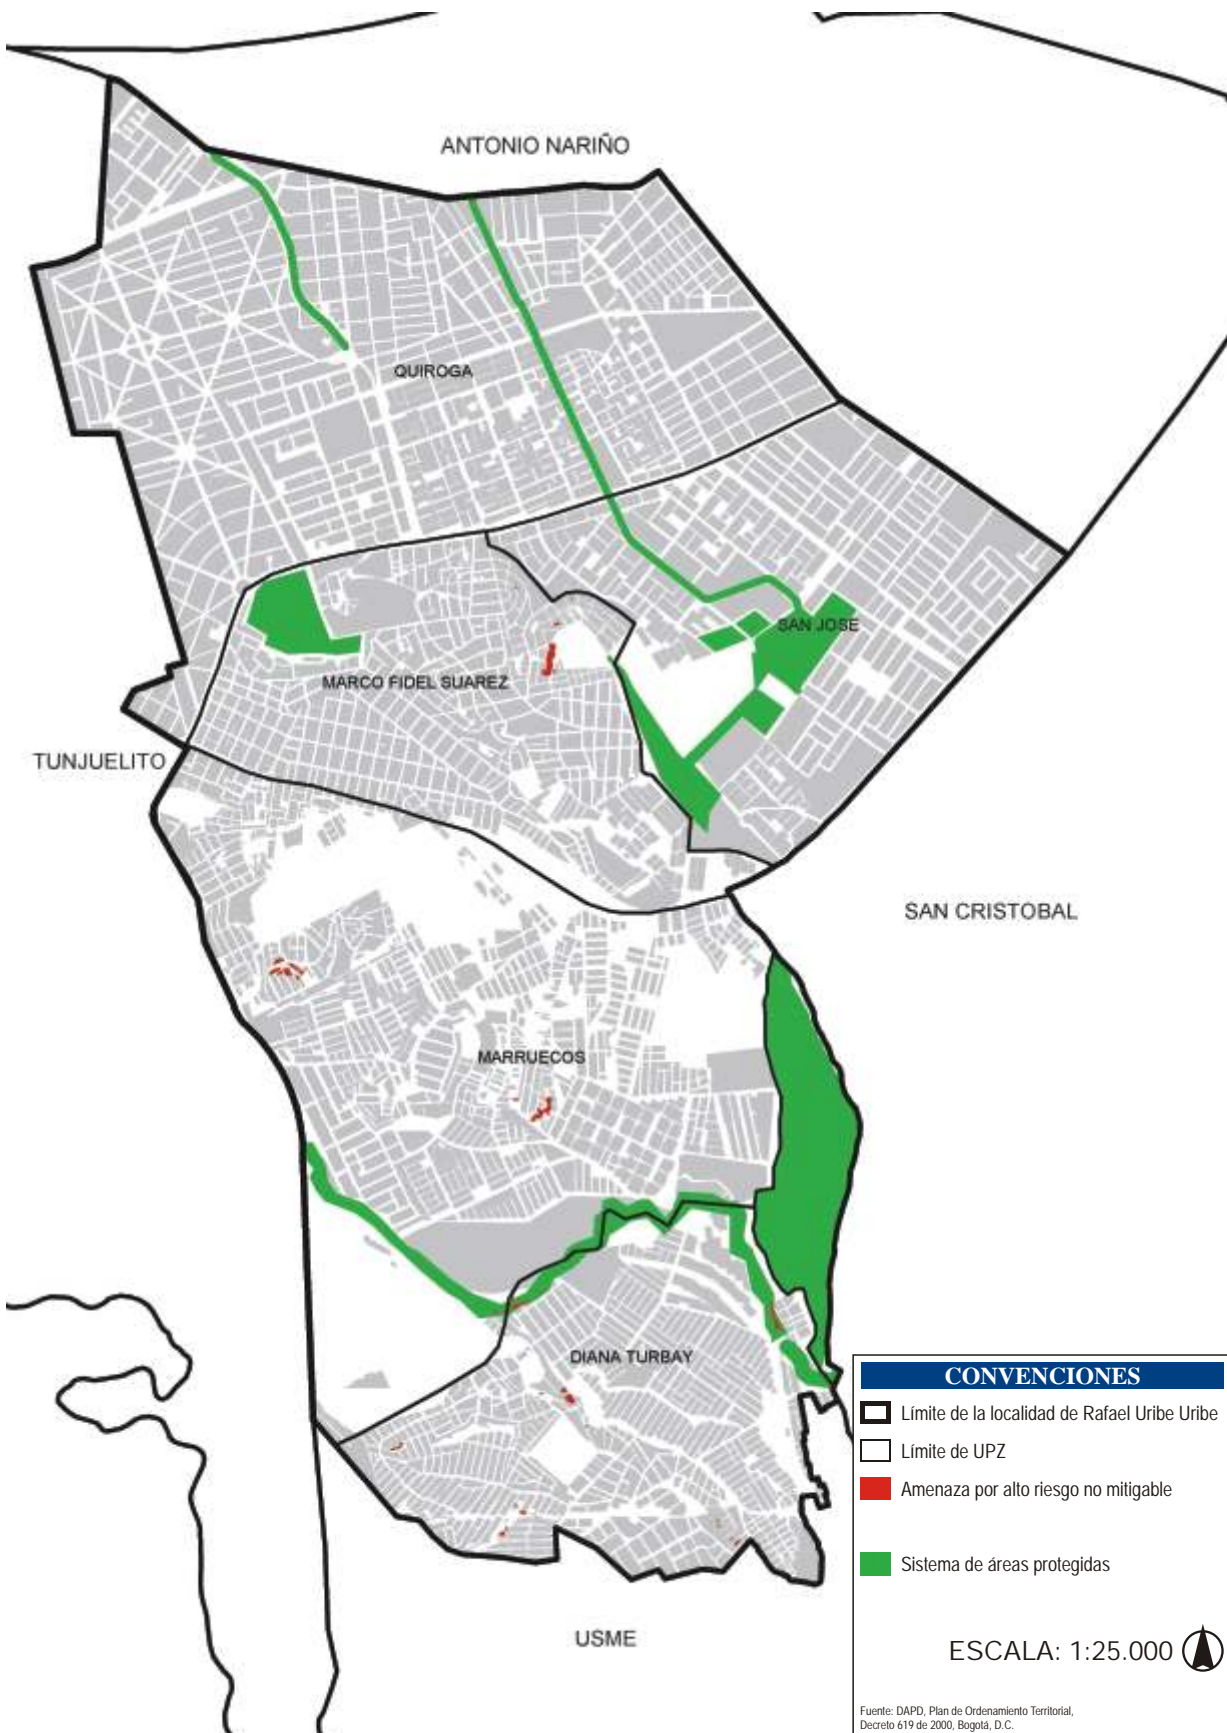 ANTONIO NARIÑO
QUIROGA
SAN JOSE
MARCO FIDEL SUAREZ
TUNJUELITO
SAN CRISTOBAL
MARRUECOS
DIANA TURBAY
USME
CONVENCIONES
Límite de la localidad de Rafael Uribe Uribe
Límite de UPZ
Amenaza por alto riesgo no mitigable
Sistema de áreas protegidas
ESCALA: 1:25.000
Fuente: DAPD, Plan de Ordenamiento Territorial,
Decreto 619 de 2000, Bogotá, D.C.